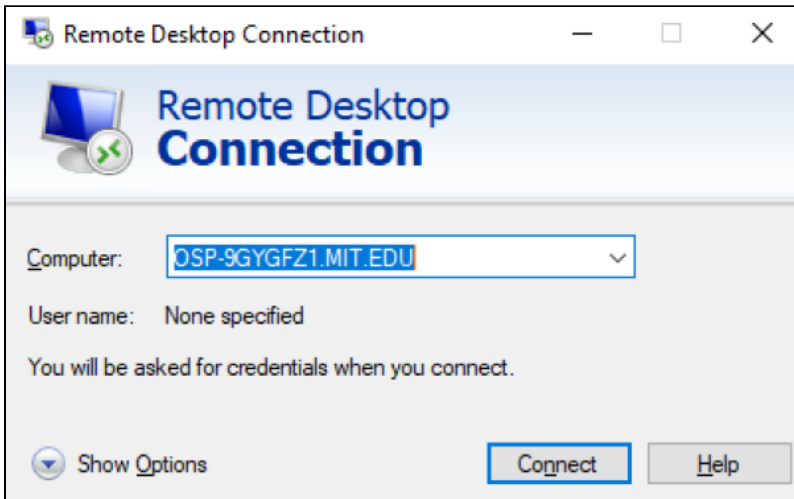 Remote Desktop Connection
Remote Desktop
Connection
Computer: OSP-9GYGFZ1.MIT.EDU
User name: None specified
You will be asked for credentials when you connect.
Show Options Connect Help